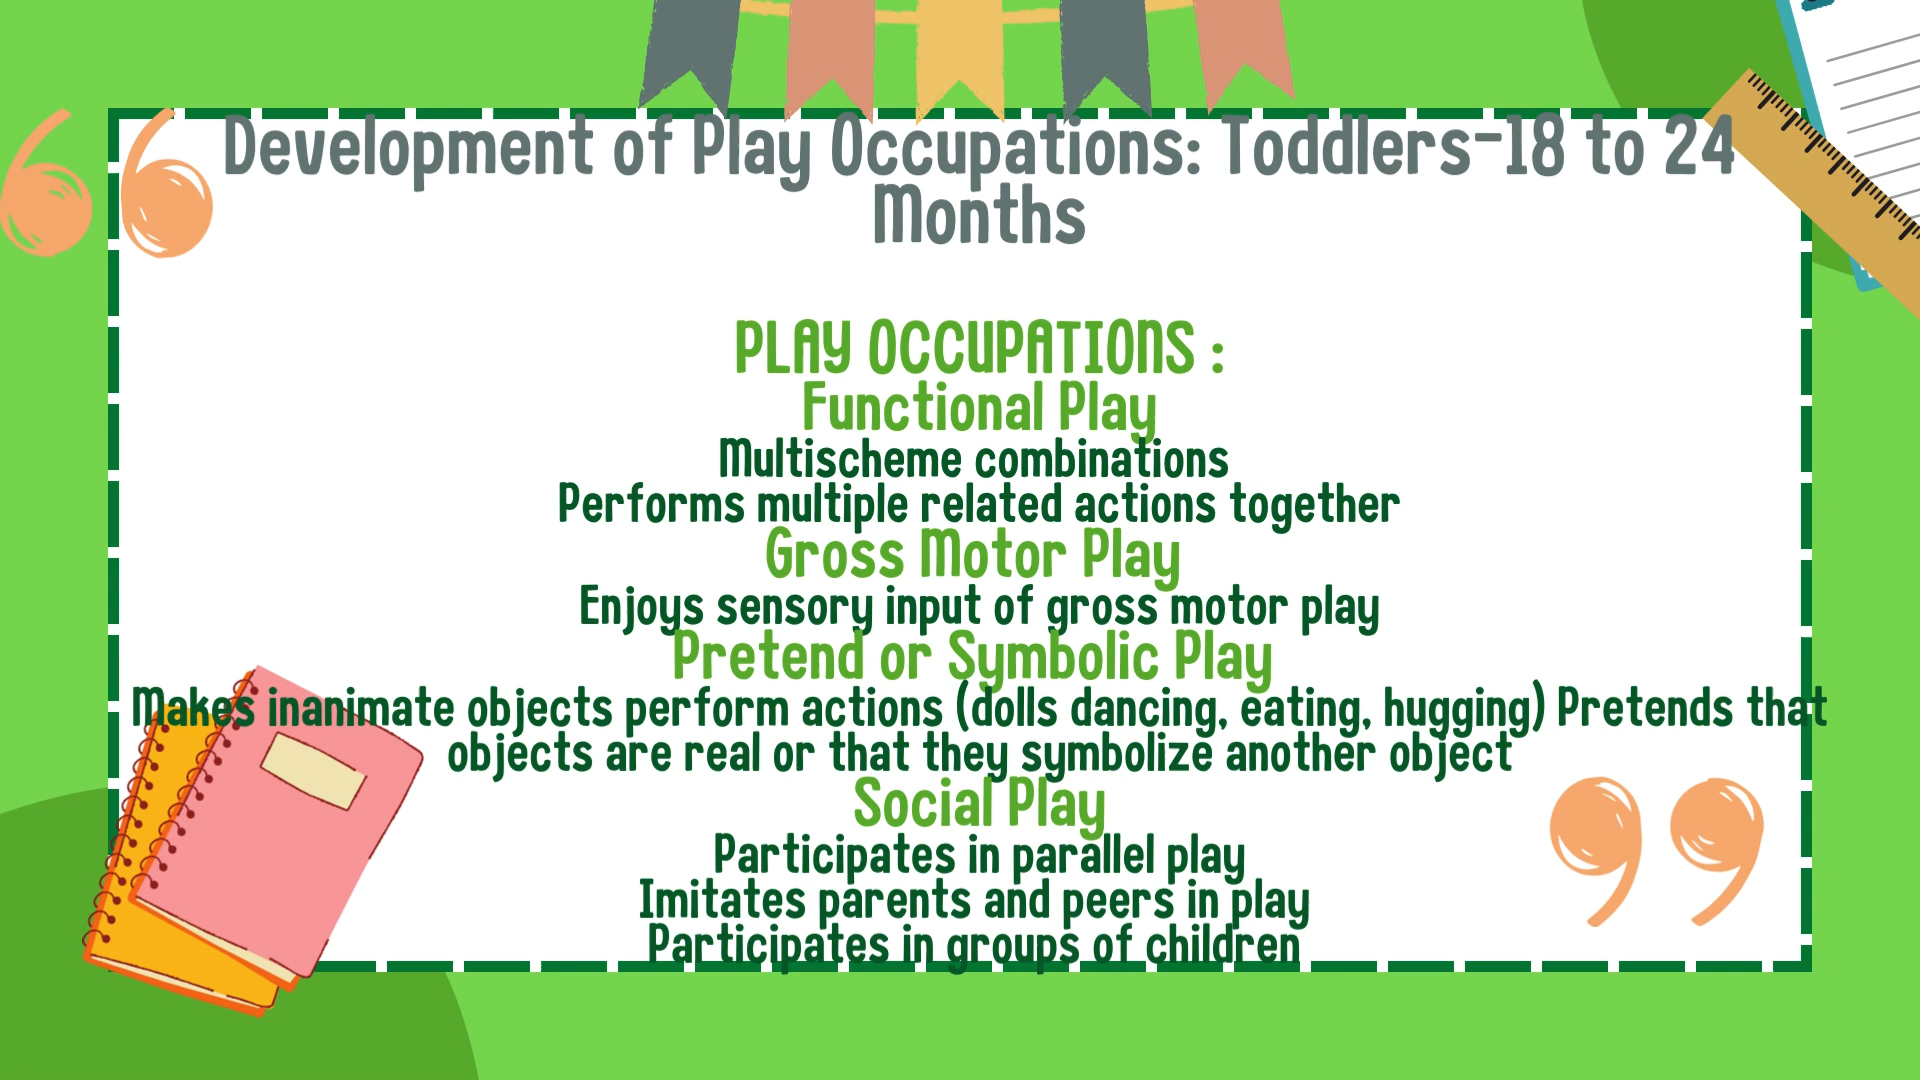 Development of Play Occupations: Toddlers-18 to 24
Months
PLAY OCCUPATIONS :
Functional Play
Multischeme combinations
Performs multiple related actions together
Gross Motor Play
Enjoys sensory input of gross motor play
Pretend or Symbolic Play
Makes inanimate objects perform actions (dolls dancing, eating, hugging) Pretends that
objects are real or that they symbolize another object
Social Play
Participates in parallel play
Imitates parents and peers in play
Participates in groups of children